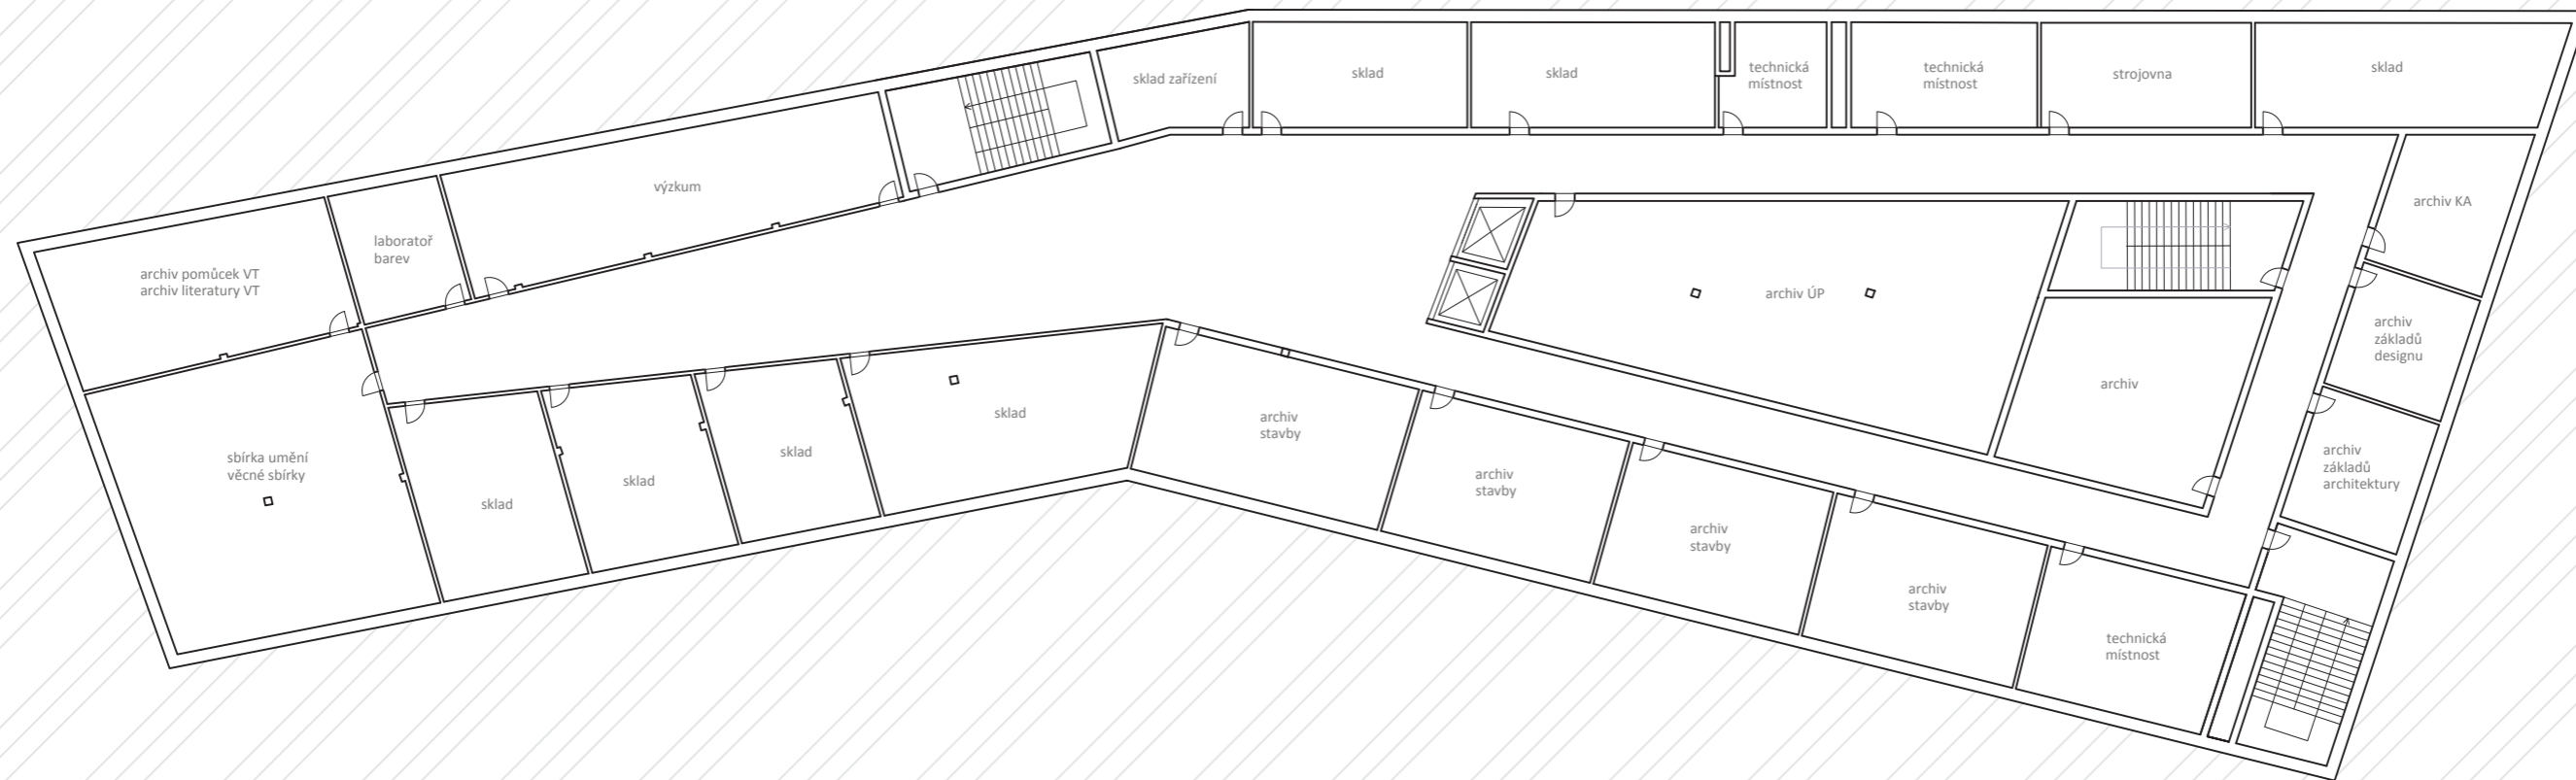 sklad zařízení
sklad
sklad
technická
místnost
technická
místnost
strojovna
sklad
výzkum
archiv KA
laboratoř
barev
archiv pomůcek VT
archiv literatury VT
archiv ÚP
archiv
základů
designu
archiv
sklad
archiv
stavby
sklad
sbírka umění
věcné sbírky
sklad
sklad
archiv
stavby
archiv
základů
architektury
archiv
stavby
archiv
stavby
technická
místnost